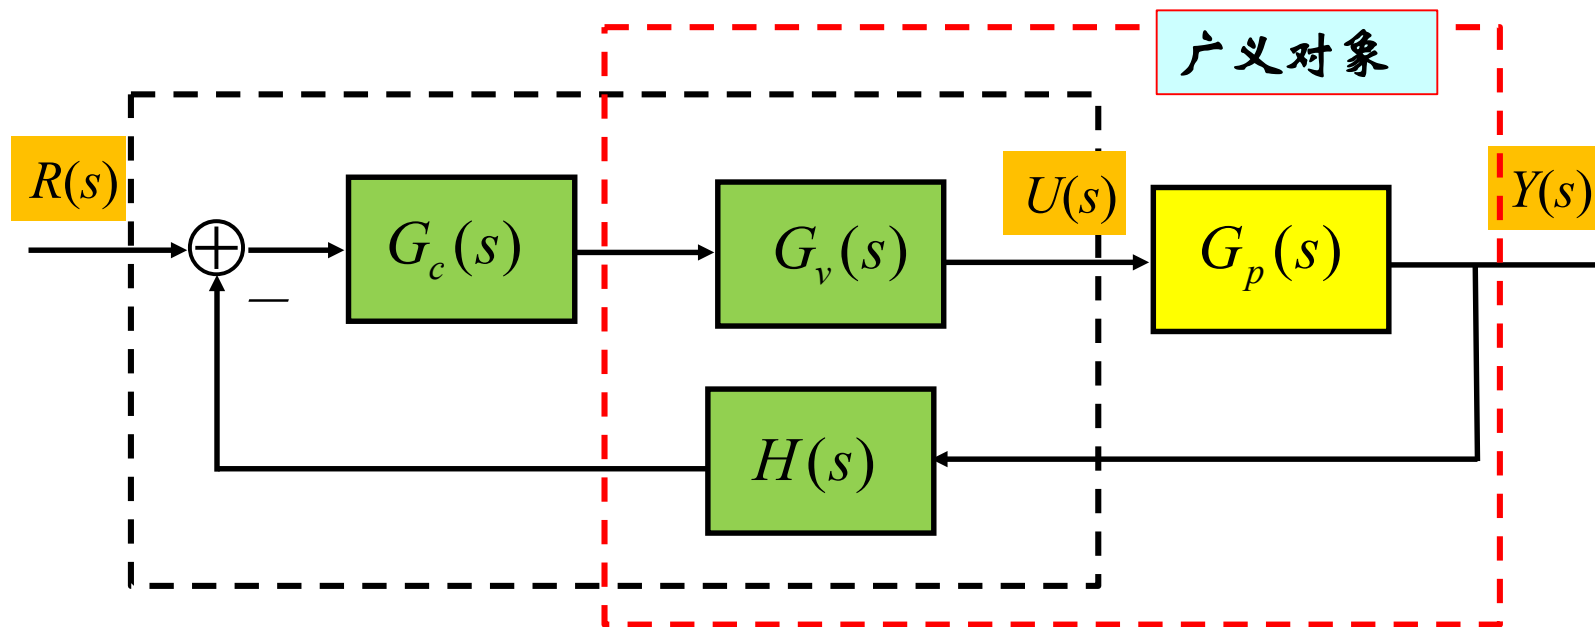 广义对象
R(s)
G_c(s)
G_v(s)
U(s)
G_p(s)
Y(s)
+
—
H(s)